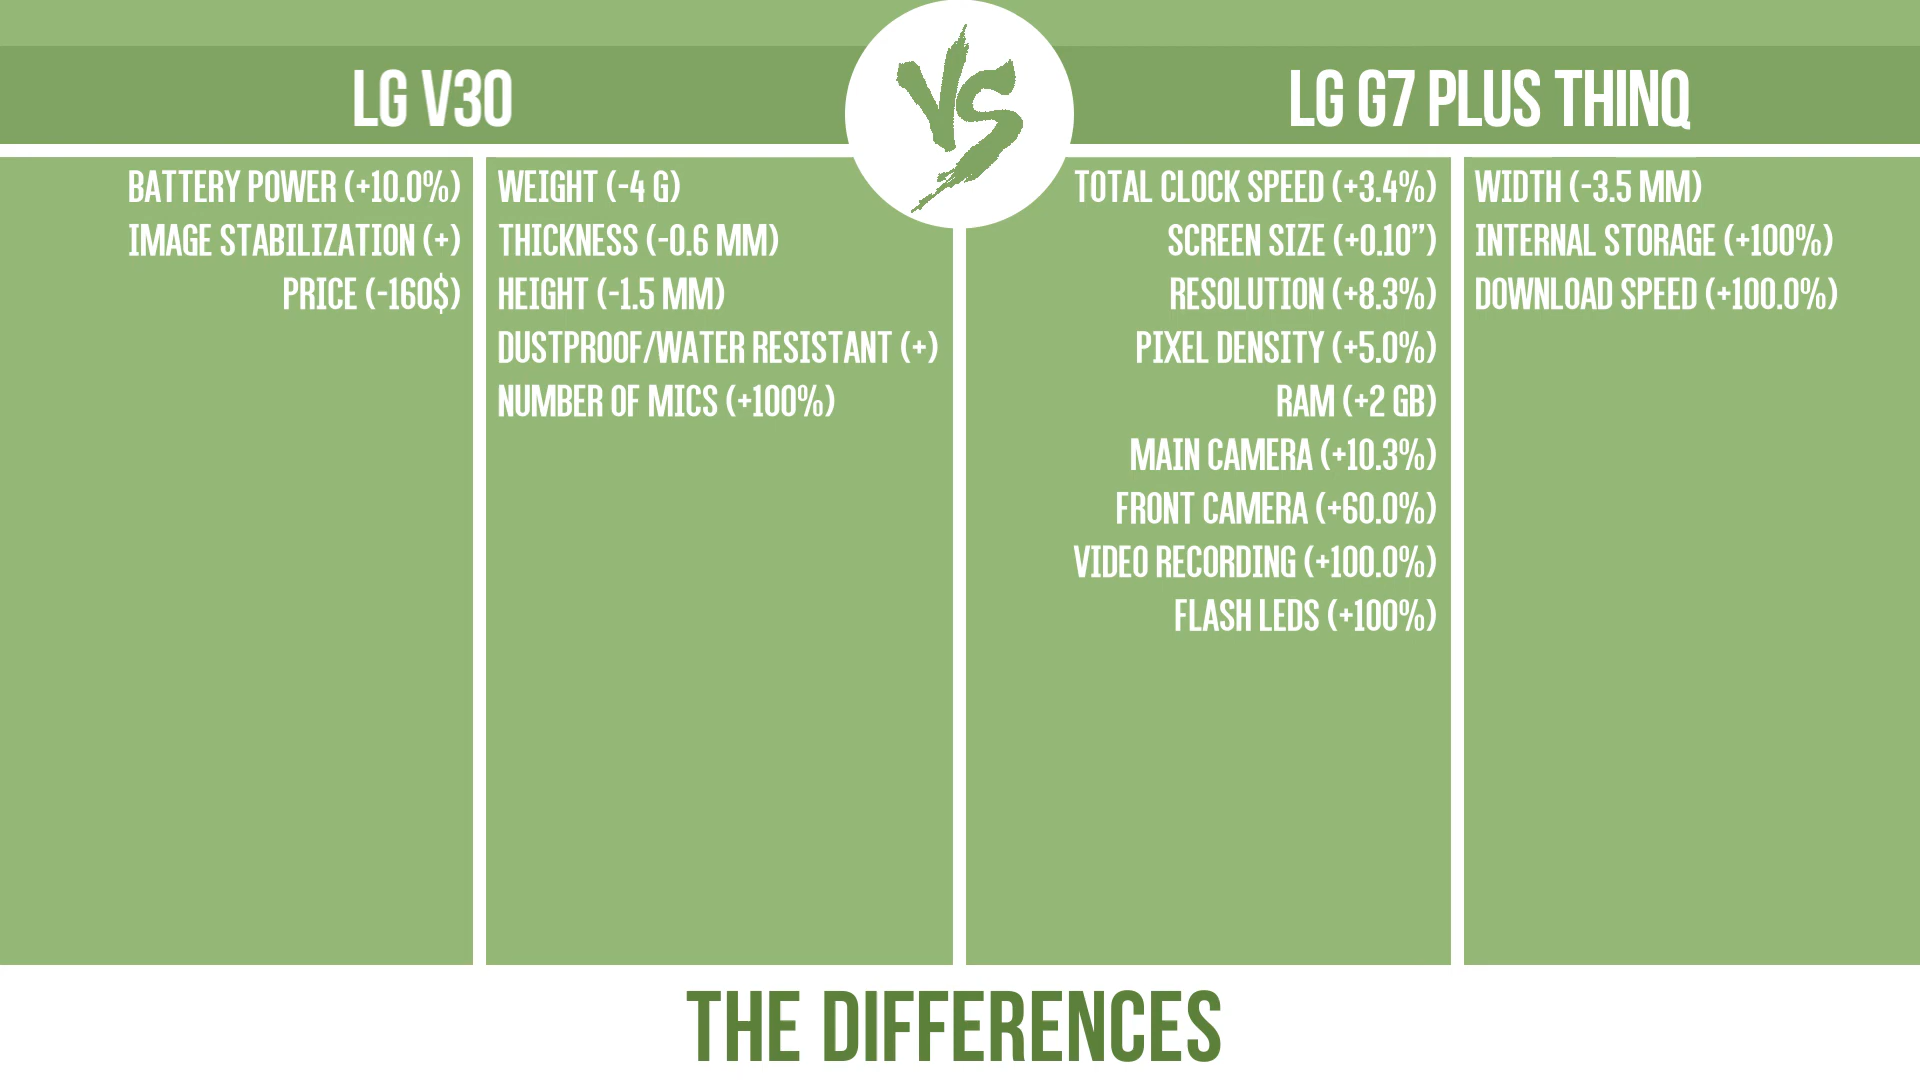 LG V30
VS
LG G7 PLUS THINQ
BATTERY POWER (+10.0%)
IMAGE STABILIZATION (+)
PRICE (-160$)
WEIGHT (-4 G)
THICKNESS (-0.6 MM)
HEIGHT (-1.5 MM)
DUSTPROOF/WATER RESISTANT (+)
NUMBER OF MICS (+100%)
TOTAL CLOCK SPEED (+3.4%)
SCREEN SIZE (+0.10”)
RESOLUTION (+8.3%)
PIXEL DENSITY (+5.0%)
RAM (+2 GB)
MAIN CAMERA (+10.3%)
FRONT CAMERA (+60.0%)
VIDEO RECORDING (+100.0%)
FLASH LEDS (+100%)
WIDTH (-3.5 MM)
INTERNAL STORAGE (+100%)
DOWNLOAD SPEED (+100.0%)
THE DIFFERENCES